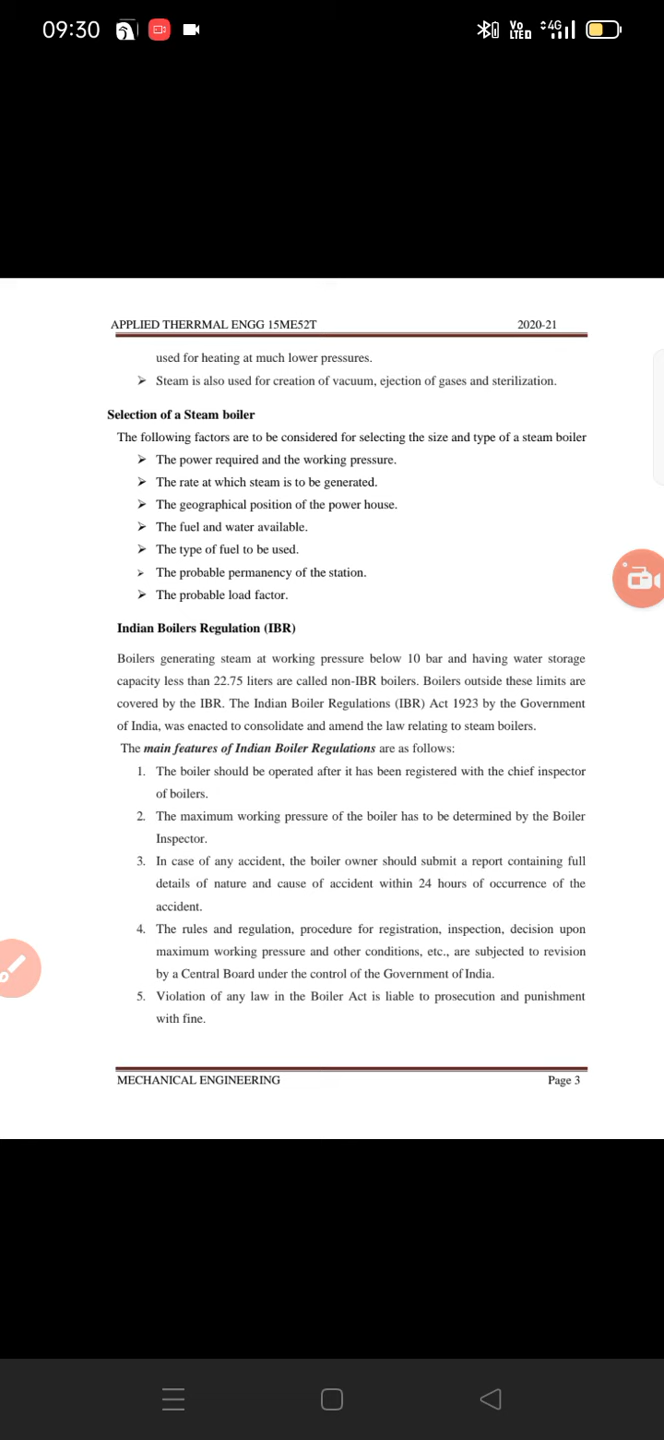 09:30
Vo
LTED
4G
APPLIED THERRMAL ENGG 15ME52T 2020-21
used for heating at much lower pressures.
➢ Steam is also used for creation of vacuum, ejection of gases and sterilization.
Selection of a Steam boiler
The following factors are to be considered for selecting the size and type of a steam boiler
➢ The power required and the working pressure.
➢ The rate at which steam is to be generated.
➢ The geographical position of the power house.
➢ The fuel and water available.
➢ The type of fuel to be used.
➢ The probable permanency of the station.
➢ The probable load factor.
Indian Boilers Regulation (IBR)
Boilers generating steam at working pressure below 10 bar and having water storage
capacity less than 22.75 liters are called non-IBR boilers. Boilers outside these limits are
covered by the IBR. The Indian Boiler Regulations (IBR) Act 1923 by the Government
of India, was enacted to consolidate and amend the law relating to steam boilers.
The main features of Indian Boiler Regulations are as follows:
1. The boiler should be operated after it has been registered with the chief inspector
of boilers.
2. The maximum working pressure of the boiler has to be determined by the Boiler
Inspector.
3. In case of any accident, the boiler owner should submit a report containing full
details of nature and cause of accident within 24 hours of occurrence of the
accident.
4. The rules and regulation, procedure for registration, inspection, decision upon
maximum working pressure and other conditions, etc., are subjected to revision
by a Central Board under the control of the Government of India.
5. Violation of any law in the Boiler Act is liable to prosecution and punishment
with fine.
MECHANICAL ENGINEERING Page 3